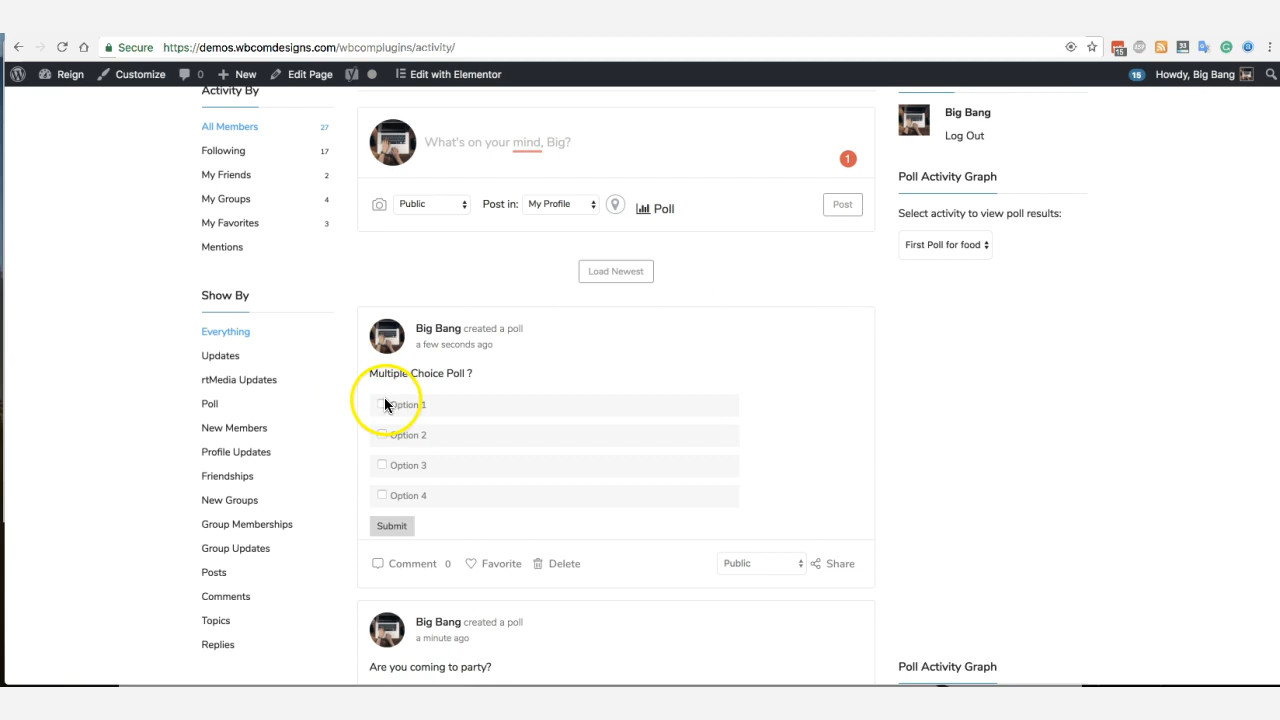 Secure https://demos.wbcomdesigns.com/wbcomplugins/activity/
15 33
Reign Customize 0 New Edit Page Edit with Elementor 15 Howdy, Big Bang
Activity By
All Members 27
Following 17
My Friends 2
My Groups 4
My Favorites 3
Mentions
Show By
Everything
Updates
rtMedia Updates
Poll
New Members
Profile Updates
Friendships
New Groups
Group Memberships
Group Updates
Posts
Comments
Topics
Replies
What's on your mind, Big?
1
Public Post in: My Profile Poll Post
Load Newest
Big Bang created a poll
a few seconds ago
Multiple Choice Poll ?
Option 1
Option 2
Option 3
Option 4
Submit
Comment 0 Favorite Delete Public Share
Big Bang created a poll
a minute ago
Are you coming to party?
Big Bang
Log Out
Poll Activity Graph
Select activity to view poll results:
First Poll for food
Poll Activity Graph